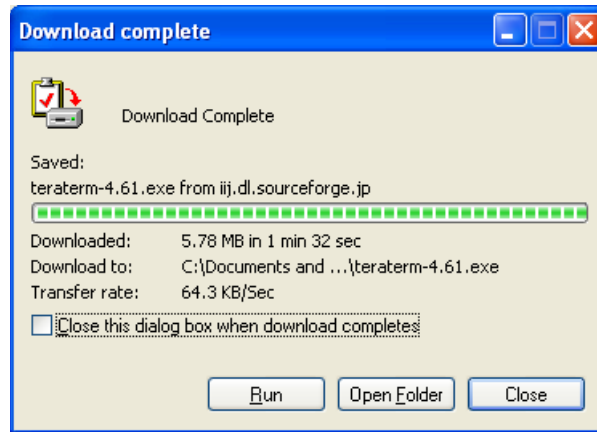 Download complete
Download Complete
Saved:
teraterm-4.61.exe from iij.dl.sourceforge.jp
Downloaded: 5.78 MB in 1 min 32 sec
Download to: C:\Documents and ...\teraterm-4.61.exe
Transfer rate: 64.3 KB/Sec
Close this dialog box when download completes
Run Open Folder Close